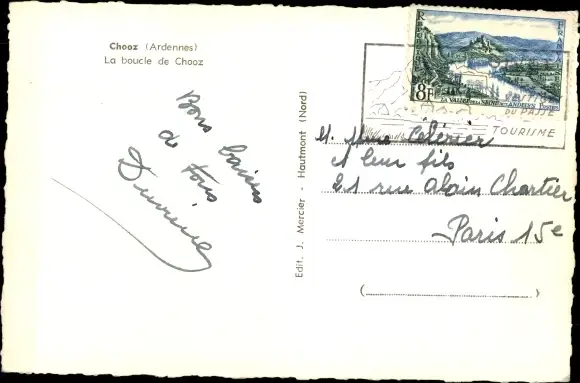 Chooz (Ardennes)
La boucle de Chooz
Bons baisers
de
Tous
Edit. J. Mercier - Hautmont (Nord)
8F
LA VALLÉE DE LA SEINE AUX ANDELYS
DU PASSÉ
TOURISME
et leur fils
21 rue Alain Chartier
Paris 15e